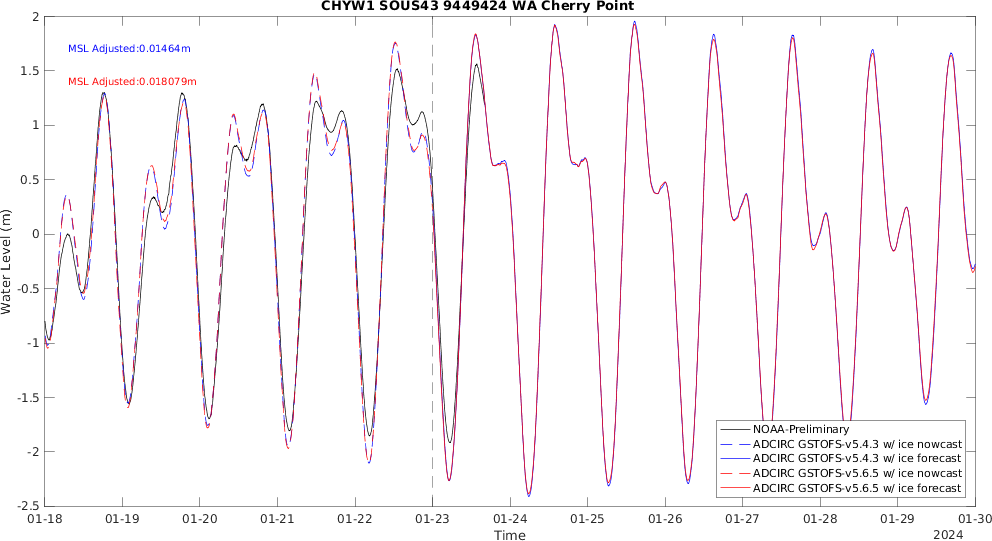 CHYW1 SOUS43 9449424 WA Cherry Point
MSL Adjusted:0.01464m
MSL Adjusted:0.018079m
2
1.5
1
0.5
0
-0.5
-1
-1.5
-2
-2.5
Water Level (m)
NOAA-Preliminary
ADCIRC GSTOFS-v5.4.3 w/ ice nowcast
ADCIRC GSTOFS-v5.4.3 w/ ice forecast
ADCIRC GSTOFS-v5.6.5 w/ ice nowcast
ADCIRC GSTOFS-v5.6.5 w/ ice forecast
01-18 01-19 01-20 01-21 01-22 01-23 01-24 01-25 01-26 01-27 01-28 01-29 01-30
Time
2024